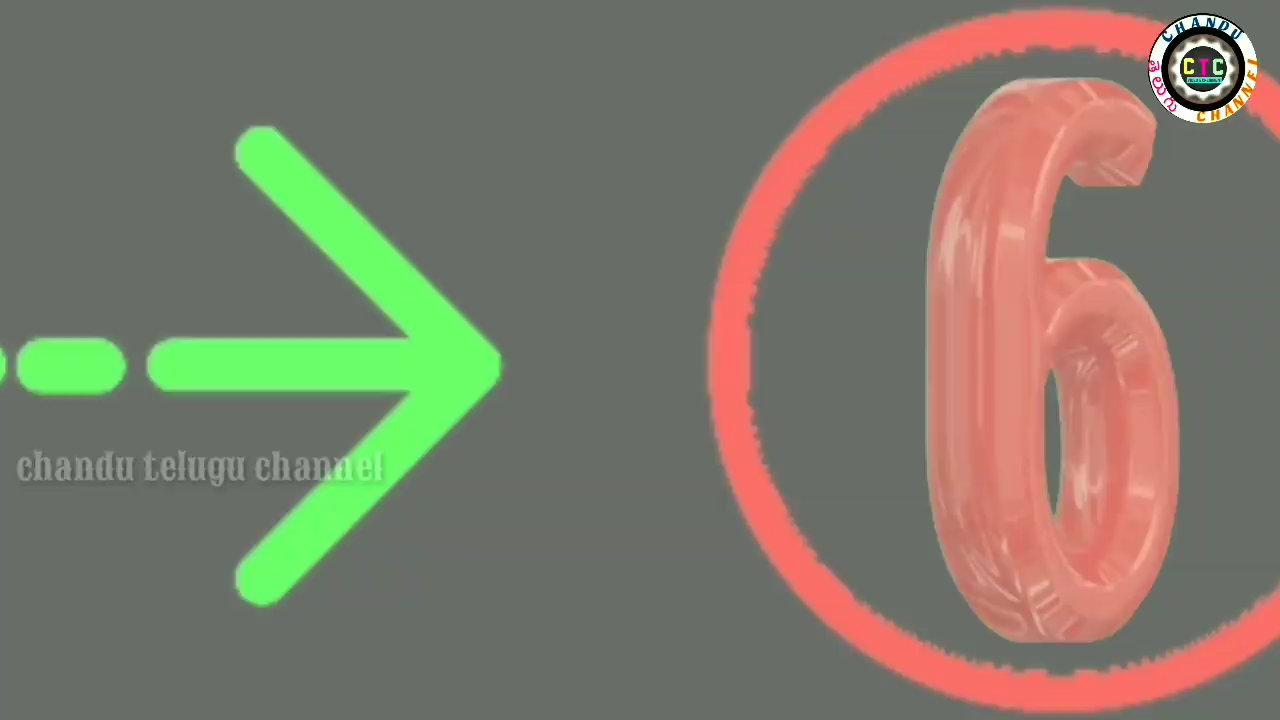 CHANDU
CTC
తెలుగు
CHANNEL
6
chandu telugu channel